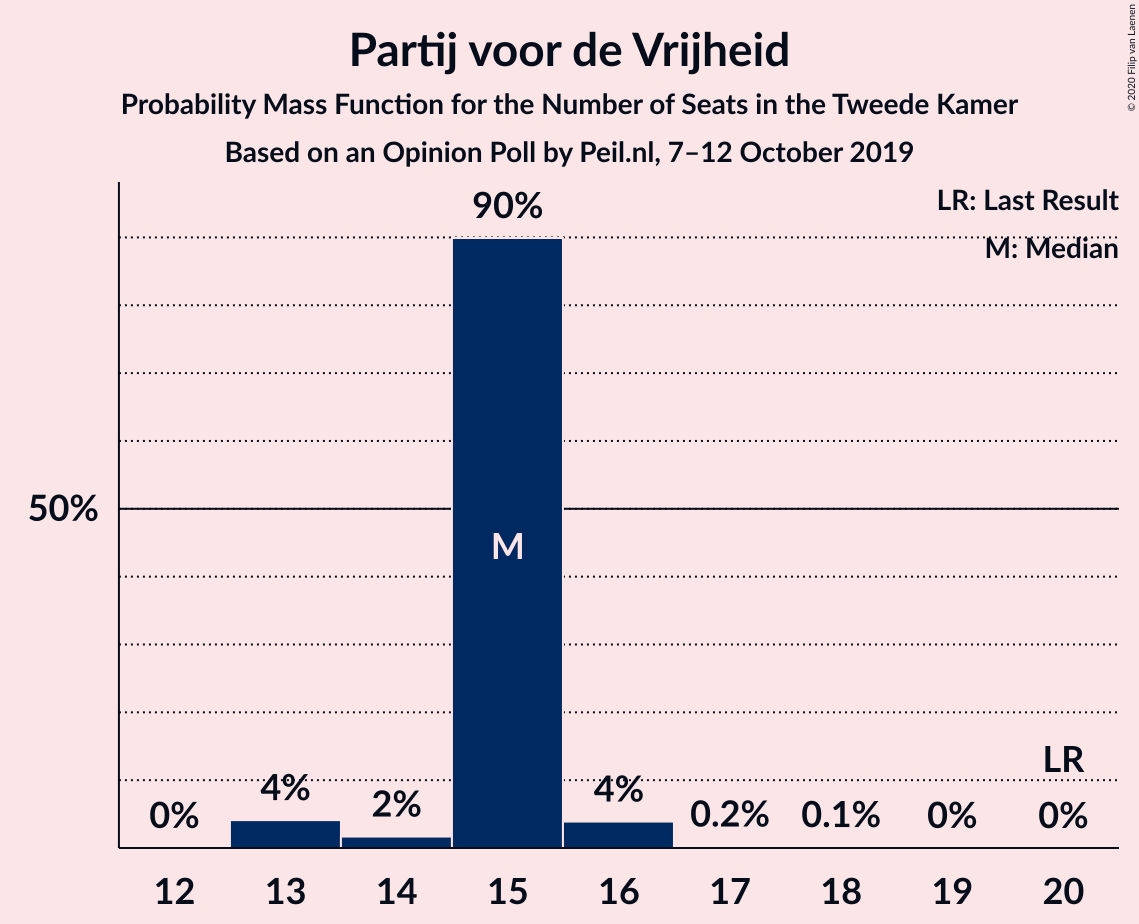 Partij voor de Vrijheid
Probability Mass Function for the Number of Seats in the Tweede Kamer
Based on an Opinion Poll by Peil.nl, 7–12 October 2019
© 2020 Filip van Laenen
LR: Last Result
M: Median
90%
50%
M
LR
0%
4%
2%
4%
0.2%
0.1%
0%
0%
12 13 14 15 16 17 18 19 20